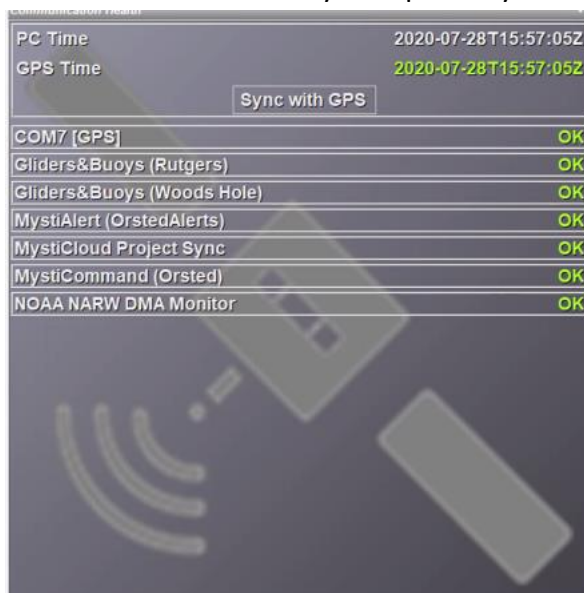 Communication Health
PC Time 2020-07-28T15:57:05Z
GPS Time 2020-07-28T15:57:05Z
Sync with GPS
COM7 [GPS] OK
Gliders&Buoys (Rutgers) OK
Gliders&Buoys (Woods Hole) OK
MystiAlert (OrstedAlerts) OK
MystiCloud Project Sync OK
MystiCommand (Orsted) OK
NOAA NARW DMA Monitor OK